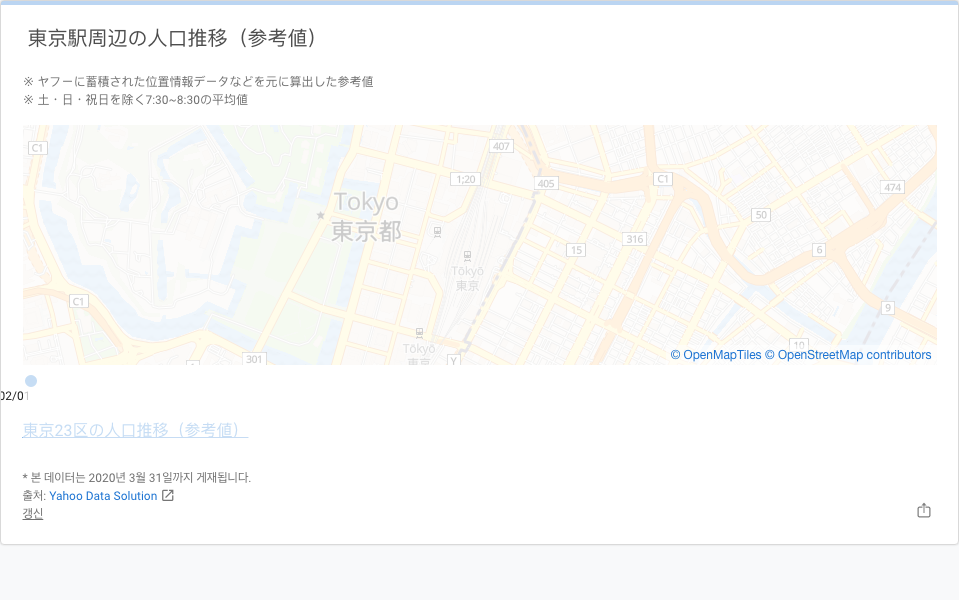 東京駅周辺の人口推移（参考値）
※ ヤフーに蓄積された位置情報データなどを元に算出した参考値
※ 土・日・祝日を除く7:30~8:30の平均値
C1
407
1;20
405
C1
474
Tokyo
東京都
50
316
15
6
Tōkyō
東京
C1
9
10
301
Tōkyō
東京
Y
© OpenMapTiles © OpenStreetMap contributors
02/01
東京23区の人口推移（参考値）
* 본 데이터는 2020년 3월 31일까지 게재됩니다.
출처: Yahoo Data Solution
갱신